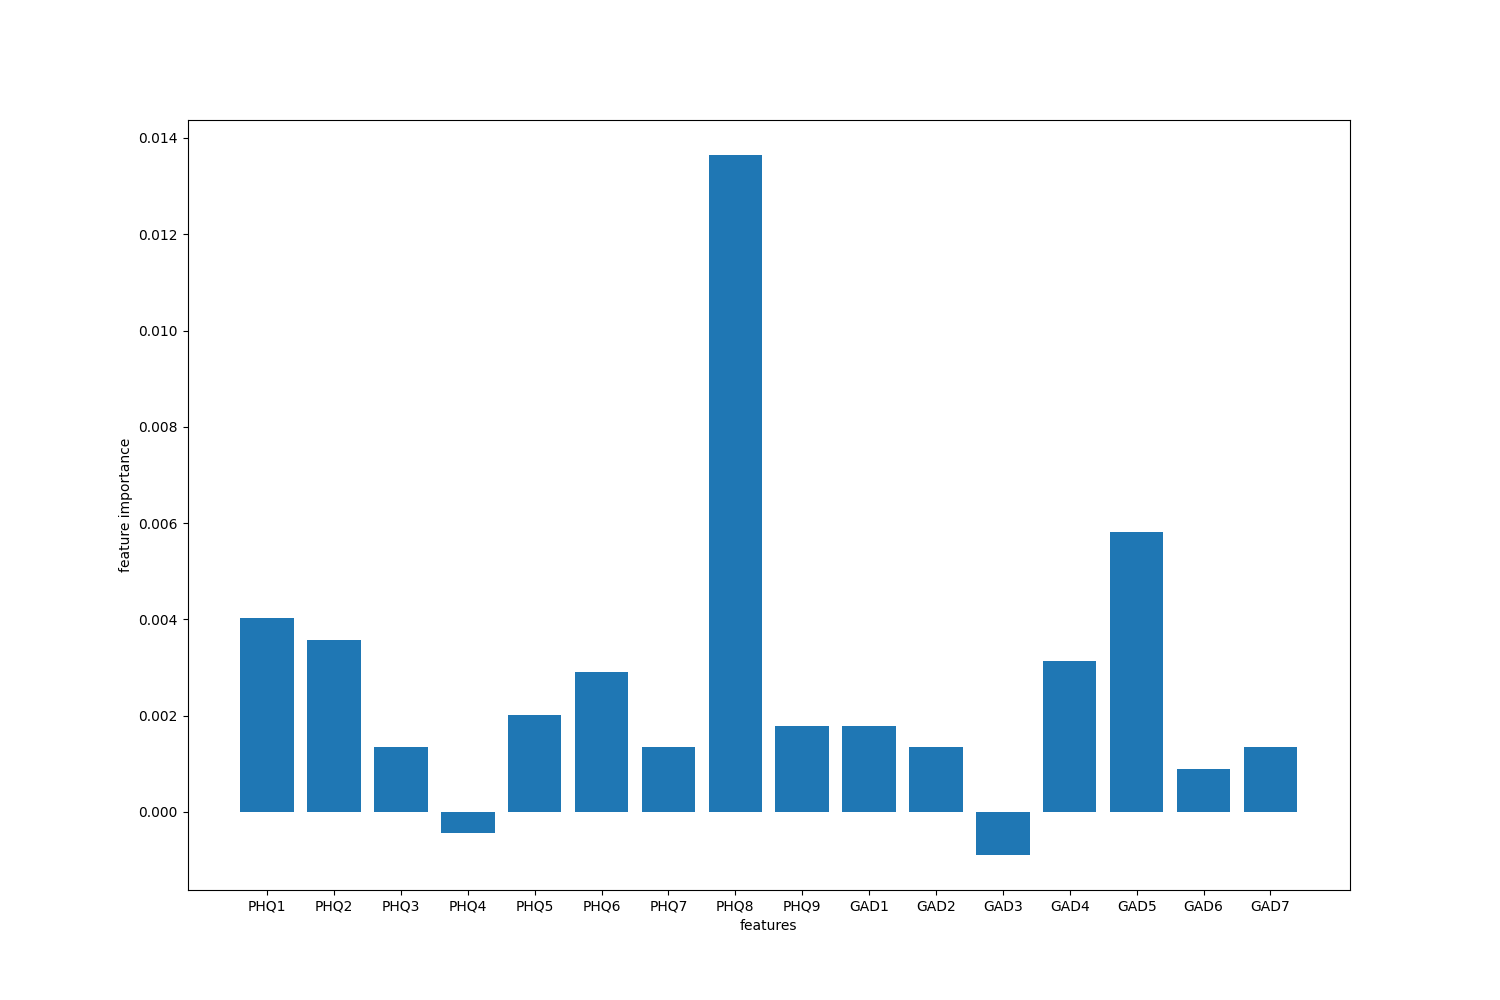 0.014
0.012
0.010
0.008
0.006
0.004
0.002
0.000
feature importance
PHQ1 PHQ2 PHQ3 PHQ4 PHQ5 PHQ6 PHQ7 PHQ8 PHQ9 GAD1 GAD2 GAD3 GAD4 GAD5 GAD6 GAD7
features